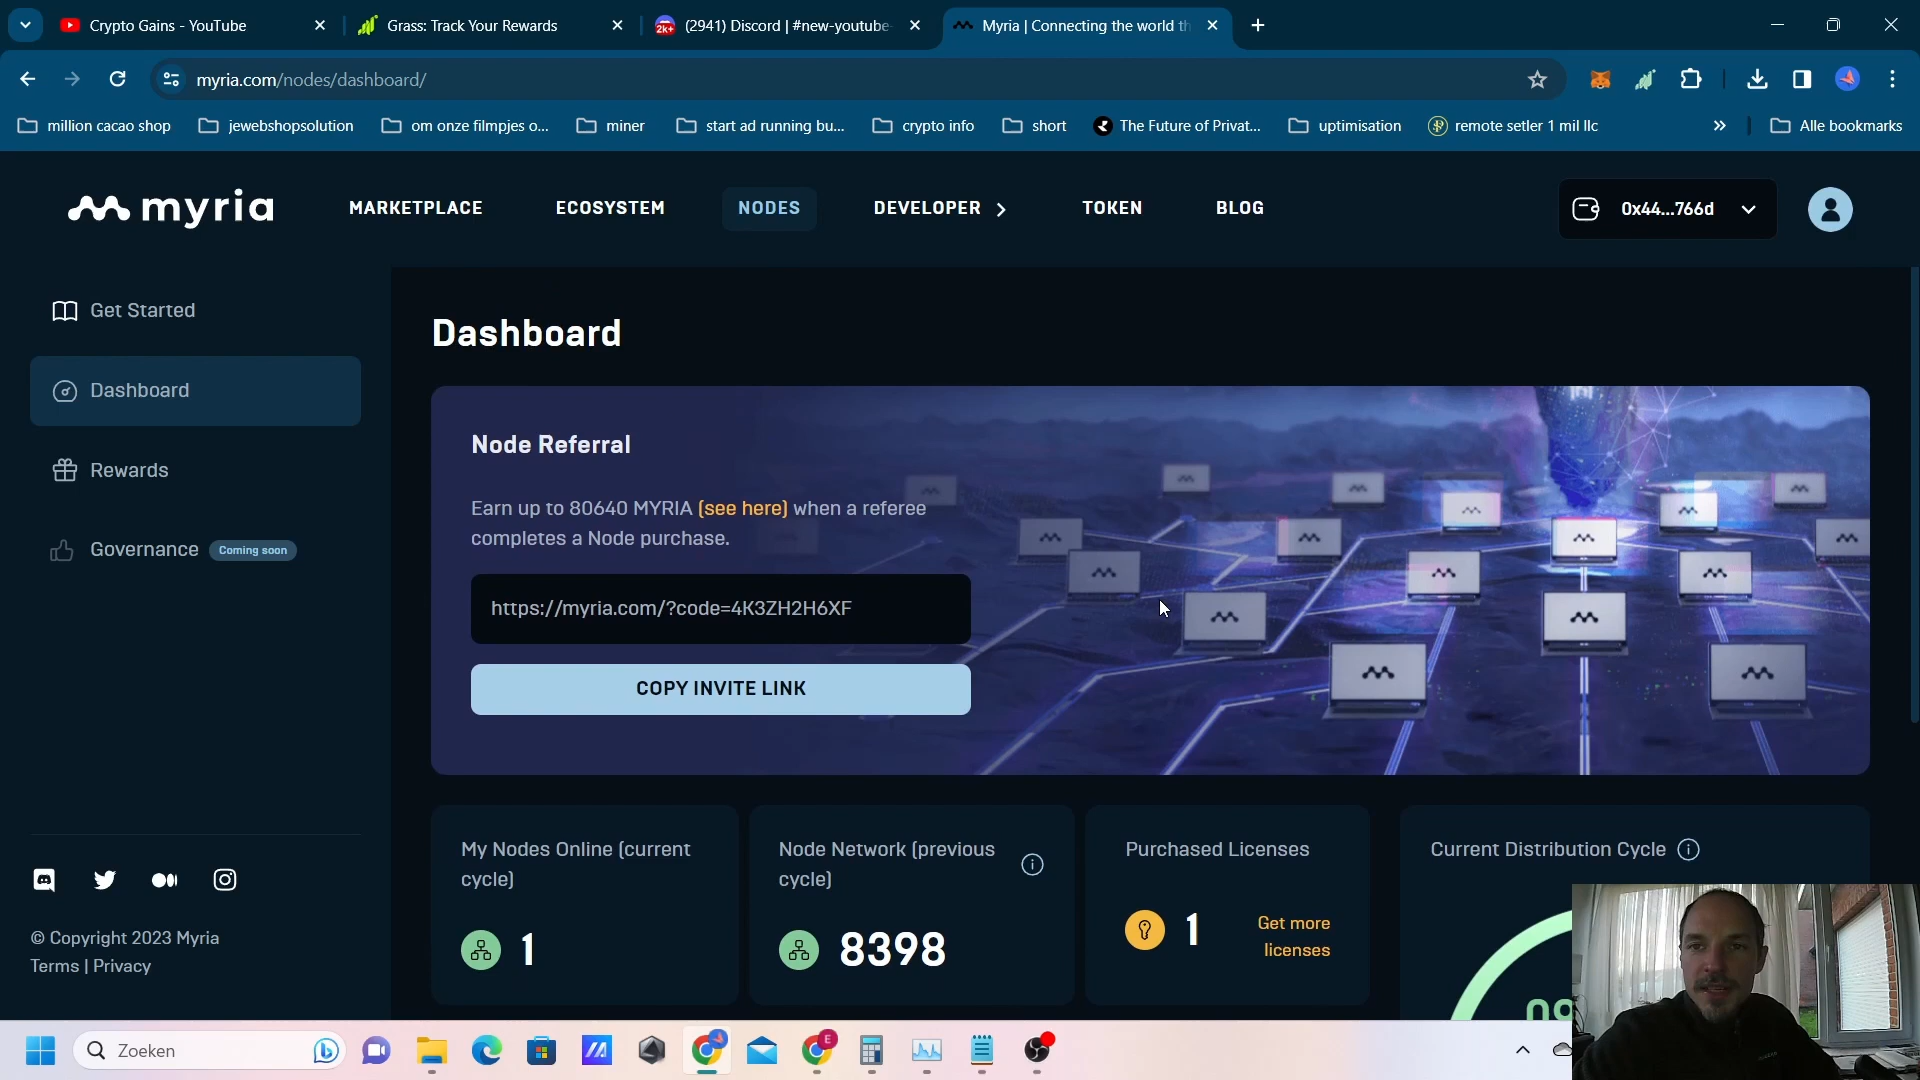 Crypto Gains - YouTube
Grass: Track Your Rewards
(2941) Discord | #new-youtube-
Myria | Connecting the world th
myria.com/nodes/dashboard/
million cacao shop
jewebshopsolution
om onze filmpjes o...
miner
start ad running bu...
crypto info
short
The Future of Privat...
uptimisation
remote setler 1 mil llc
Alle bookmarks
myria
MARKETPLACE
ECOSYSTEM
NODES
DEVELOPER
TOKEN
BLOG
0x44...766d
Get Started
Dashboard
Rewards
Governance Coming soon
© Copyright 2023 Myria
Terms | Privacy
Dashboard
Node Referral
Earn up to 80640 MYRIA (see here) when a referee
completes a Node purchase.
https://myria.com/?code=4K3ZH2H6XF
COPY INVITE LINK
My Nodes Online (current
cycle)
1
Node Network (previous
cycle)
8398
Purchased Licenses
1
Get more
licenses
Current Distribution Cycle
Zoeken